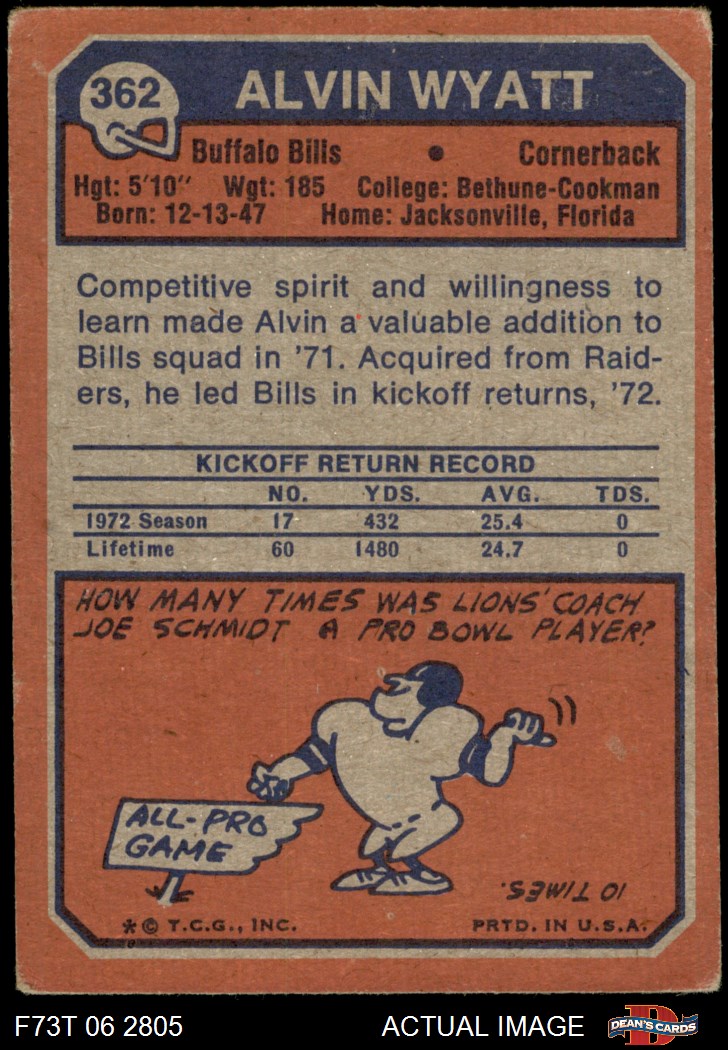 362
ALVIN WYATT
Buffalo Bills • Cornerback
Hgt: 5'10" Wgt: 185 College: Bethune-Cookman
Born: 12-13-47 Home: Jacksonville, Florida
Competitive spirit and willingness to
learn made Alvin a valuable addition to
Bills squad in '71. Acquired from Raid-
ers, he led Bills in kickoff returns, '72.
KICKOFF RETURN RECORD
NO. YDS. AVG. TDS.
1972 Season 17 432 25.4 0
Lifetime 60 1480 24.7 0
HOW MANY TIMES WAS LIONS' COACH
JOE SCHMIDT A PRO BOWL PLAYER?
ALL-PRO
GAME
10 TIMES.
* © T.C.G., INC. PRTD. IN U.S.A.
F73T 06 2805 ACTUAL IMAGE D DEAN'S CARDS